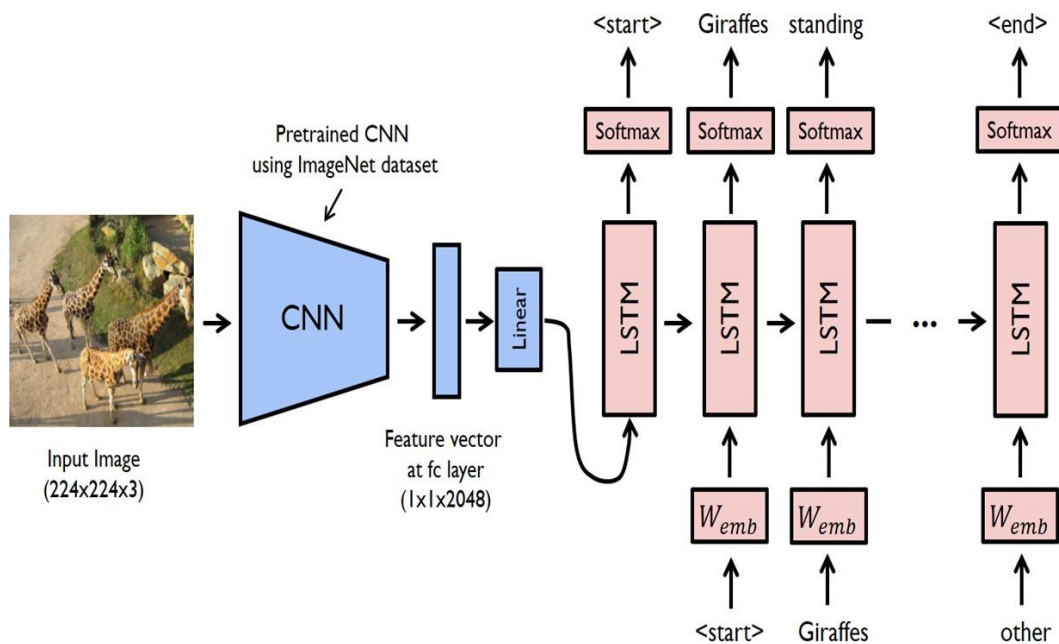 <start> Giraffes standing <end>
Softmax Softmax Softmax Softmax
Pretrained CNN
using ImageNet dataset
CNN
Linear
LSTM LSTM LSTM ... LSTM
Input Image
(224x224x3)
Feature vector
at fc layer
(1x1x2048)
W_emb W_emb W_emb
<start> Giraffes other